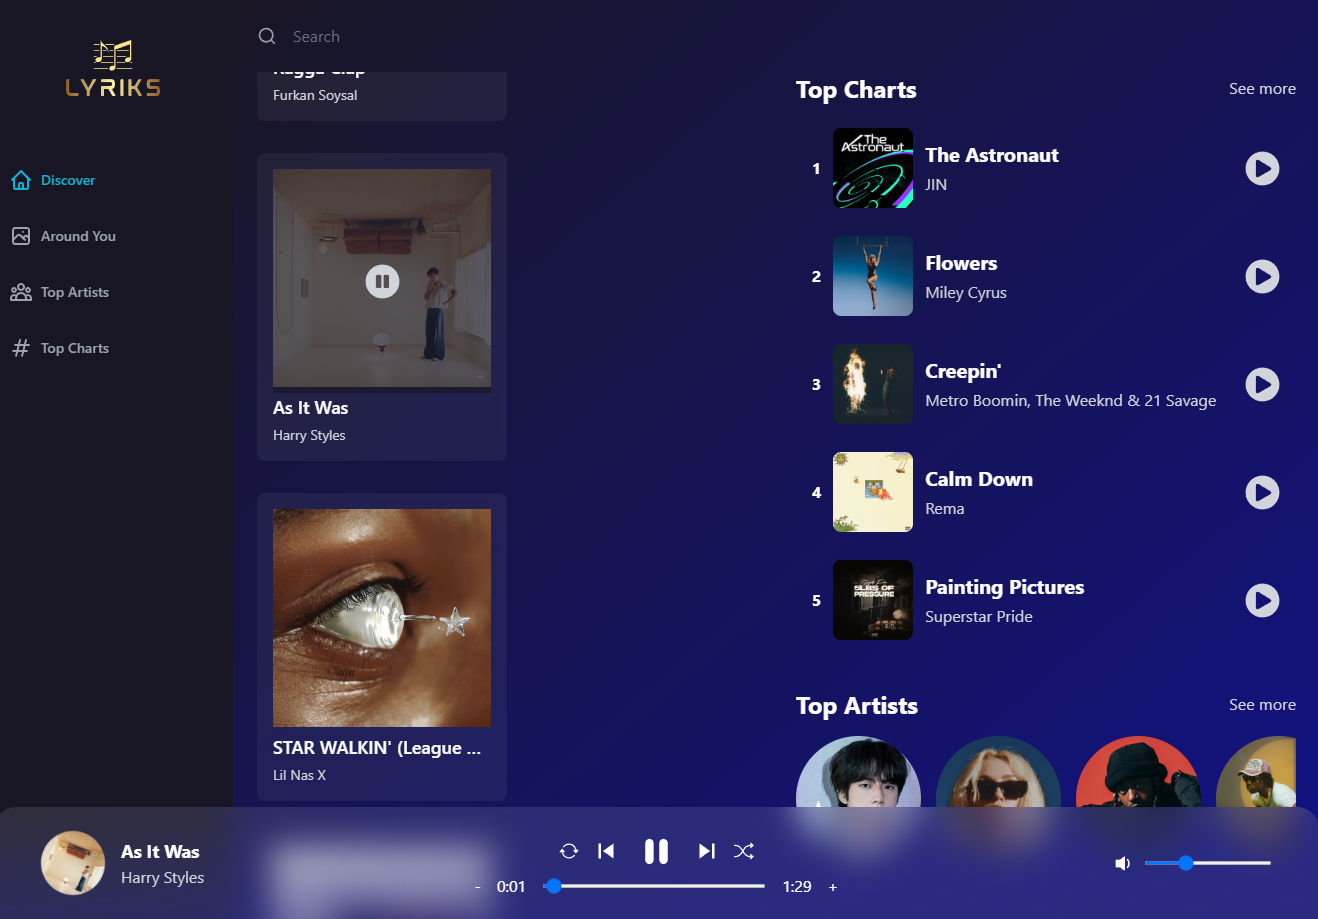 LYRIKS
Discover
Around You
Top Artists
Top Charts
Search
Ragga Clap
Furkan Soysal
As It Was
Harry Styles
STAR WALKIN' (League ...
Lil Nas X
Top Charts
See more
1
The Astronaut
The Astronaut
JIN
2
Flowers
Miley Cyrus
3
Creepin'
Metro Boomin, The Weeknd & 21 Savage
4
Calm Down
Rema
5
5LBS OF
PRESSURE
Painting Pictures
Superstar Pride
Top Artists
See more
As It Was
Harry Styles
- 0:01 1:29 +